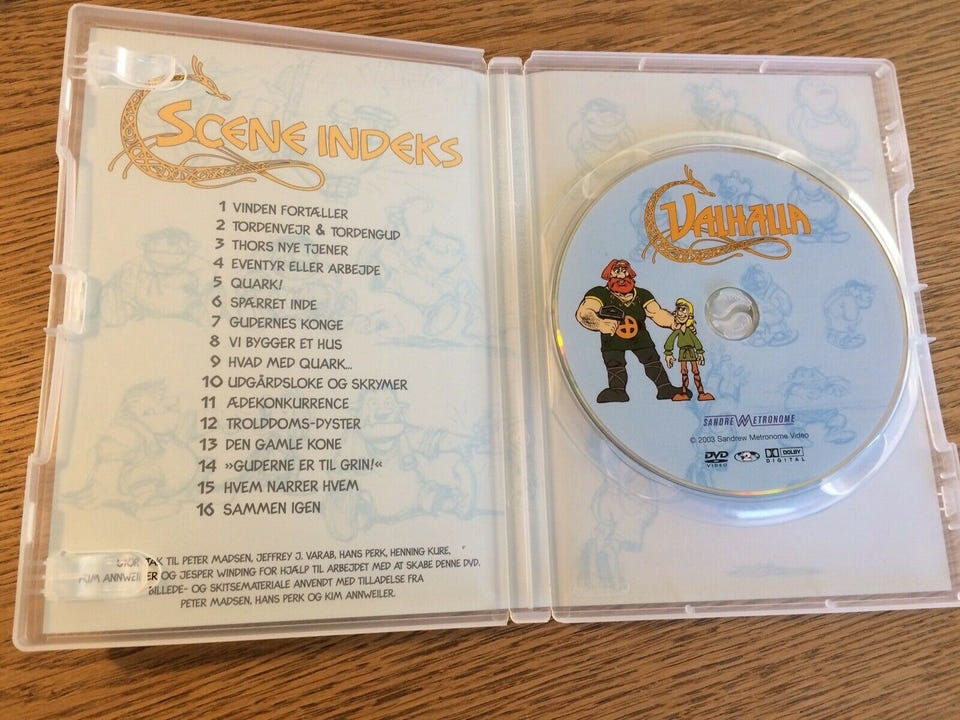 SCENE INDEKS
1 VINDEN FORTÆLLER
2 TORDENVEJR & TORDENGUD
3 THORS NYE TJENER
4 EVENTYR ELLER ARBEJDE
5 QUARK!
6 SPÆRRET INDE
7 GUDERNES KONGE
8 VI BYGGER ET HUS
9 HVAD MED QUARK...
10 UDGÅRDSLOKE OG SKRYMER
11 ÆDEKONKURRENCE
12 TROLDDOMS-DYSTER
13 DEN GAMLE KONE
14 »GUDERNE ER TIL GRIN!«
15 HVEM NARRER HVEM
16 SAMMEN IGEN
STOR TAK TIL PETER MADSEN, JEFFREY J. VARAB, HANS PERK, HENNING KURE,
KIM ANNWEILER OG JESPER WINDING FOR HJÆLP TIL ARBEJDET MED AT SKABE DENNE DVD.
BILLEDE- OG SKITSEMATERIALE ANVENDT MED TILLADELSE FRA
PETER MADSEN, HANS PERK OG KIM ANNWEILER.
VALHALLA
SANDREW METRONOME
© 2003 Sandrew Metronome Video
DVD VIDEO 2 DOLBY DIGITAL